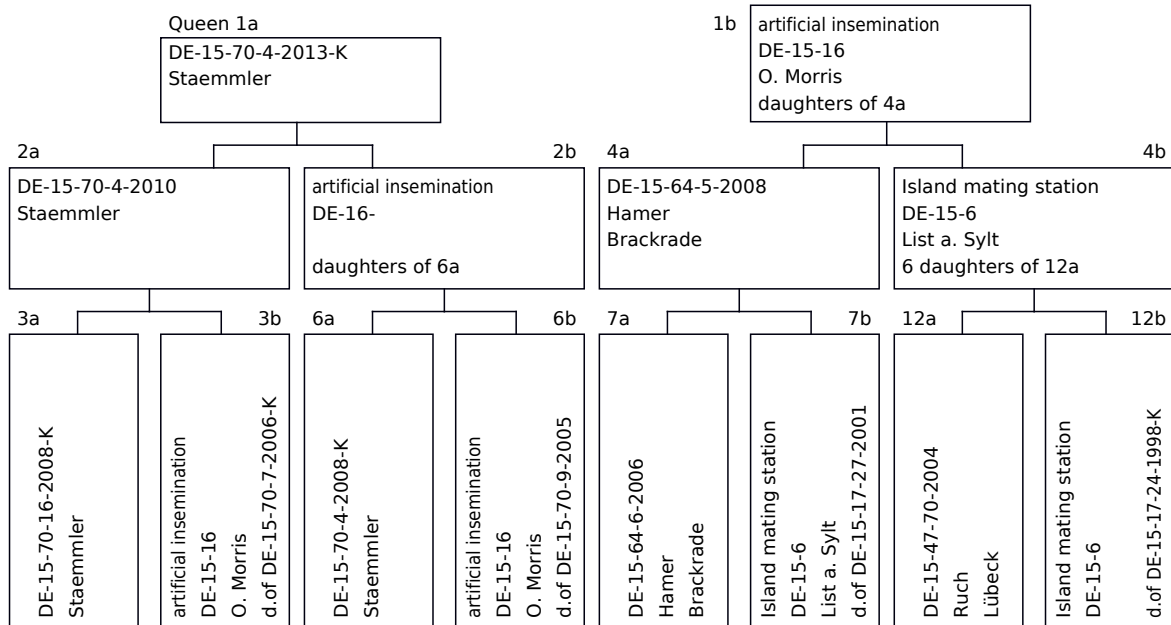 Queen 1a
DE-15-70-4-2013-K
Staemmler
1b
artificial insemination
DE-15-16
O. Morris
daughters of 4a
2a
DE-15-70-4-2010
Staemmler
2b
artificial insemination
DE-16-
daughters of 6a
4a
DE-15-64-5-2008
Hamer
Brackrade
4b
Island mating station
DE-15-6
List a. Sylt
6 daughters of 12a
3a
DE-15-70-16-2008-K
Staemmler
3b
artificial insemination
DE-15-16
O. Morris
d.of DE-15-70-7-2006-K
6a
DE-15-70-4-2008-K
Staemmler
6b
artificial insemination
DE-15-16
O. Morris
d.of DE-15-70-9-2005
7a
DE-15-64-6-2006
Hamer
Brackrade
7b
Island mating station
DE-15-6
List a. Sylt
d.of DE-15-17-27-2001
12a
DE-15-47-70-2004
Ruch
Lübeck
12b
Island mating station
DE-15-6
d.of DE-15-17-24-1998-K